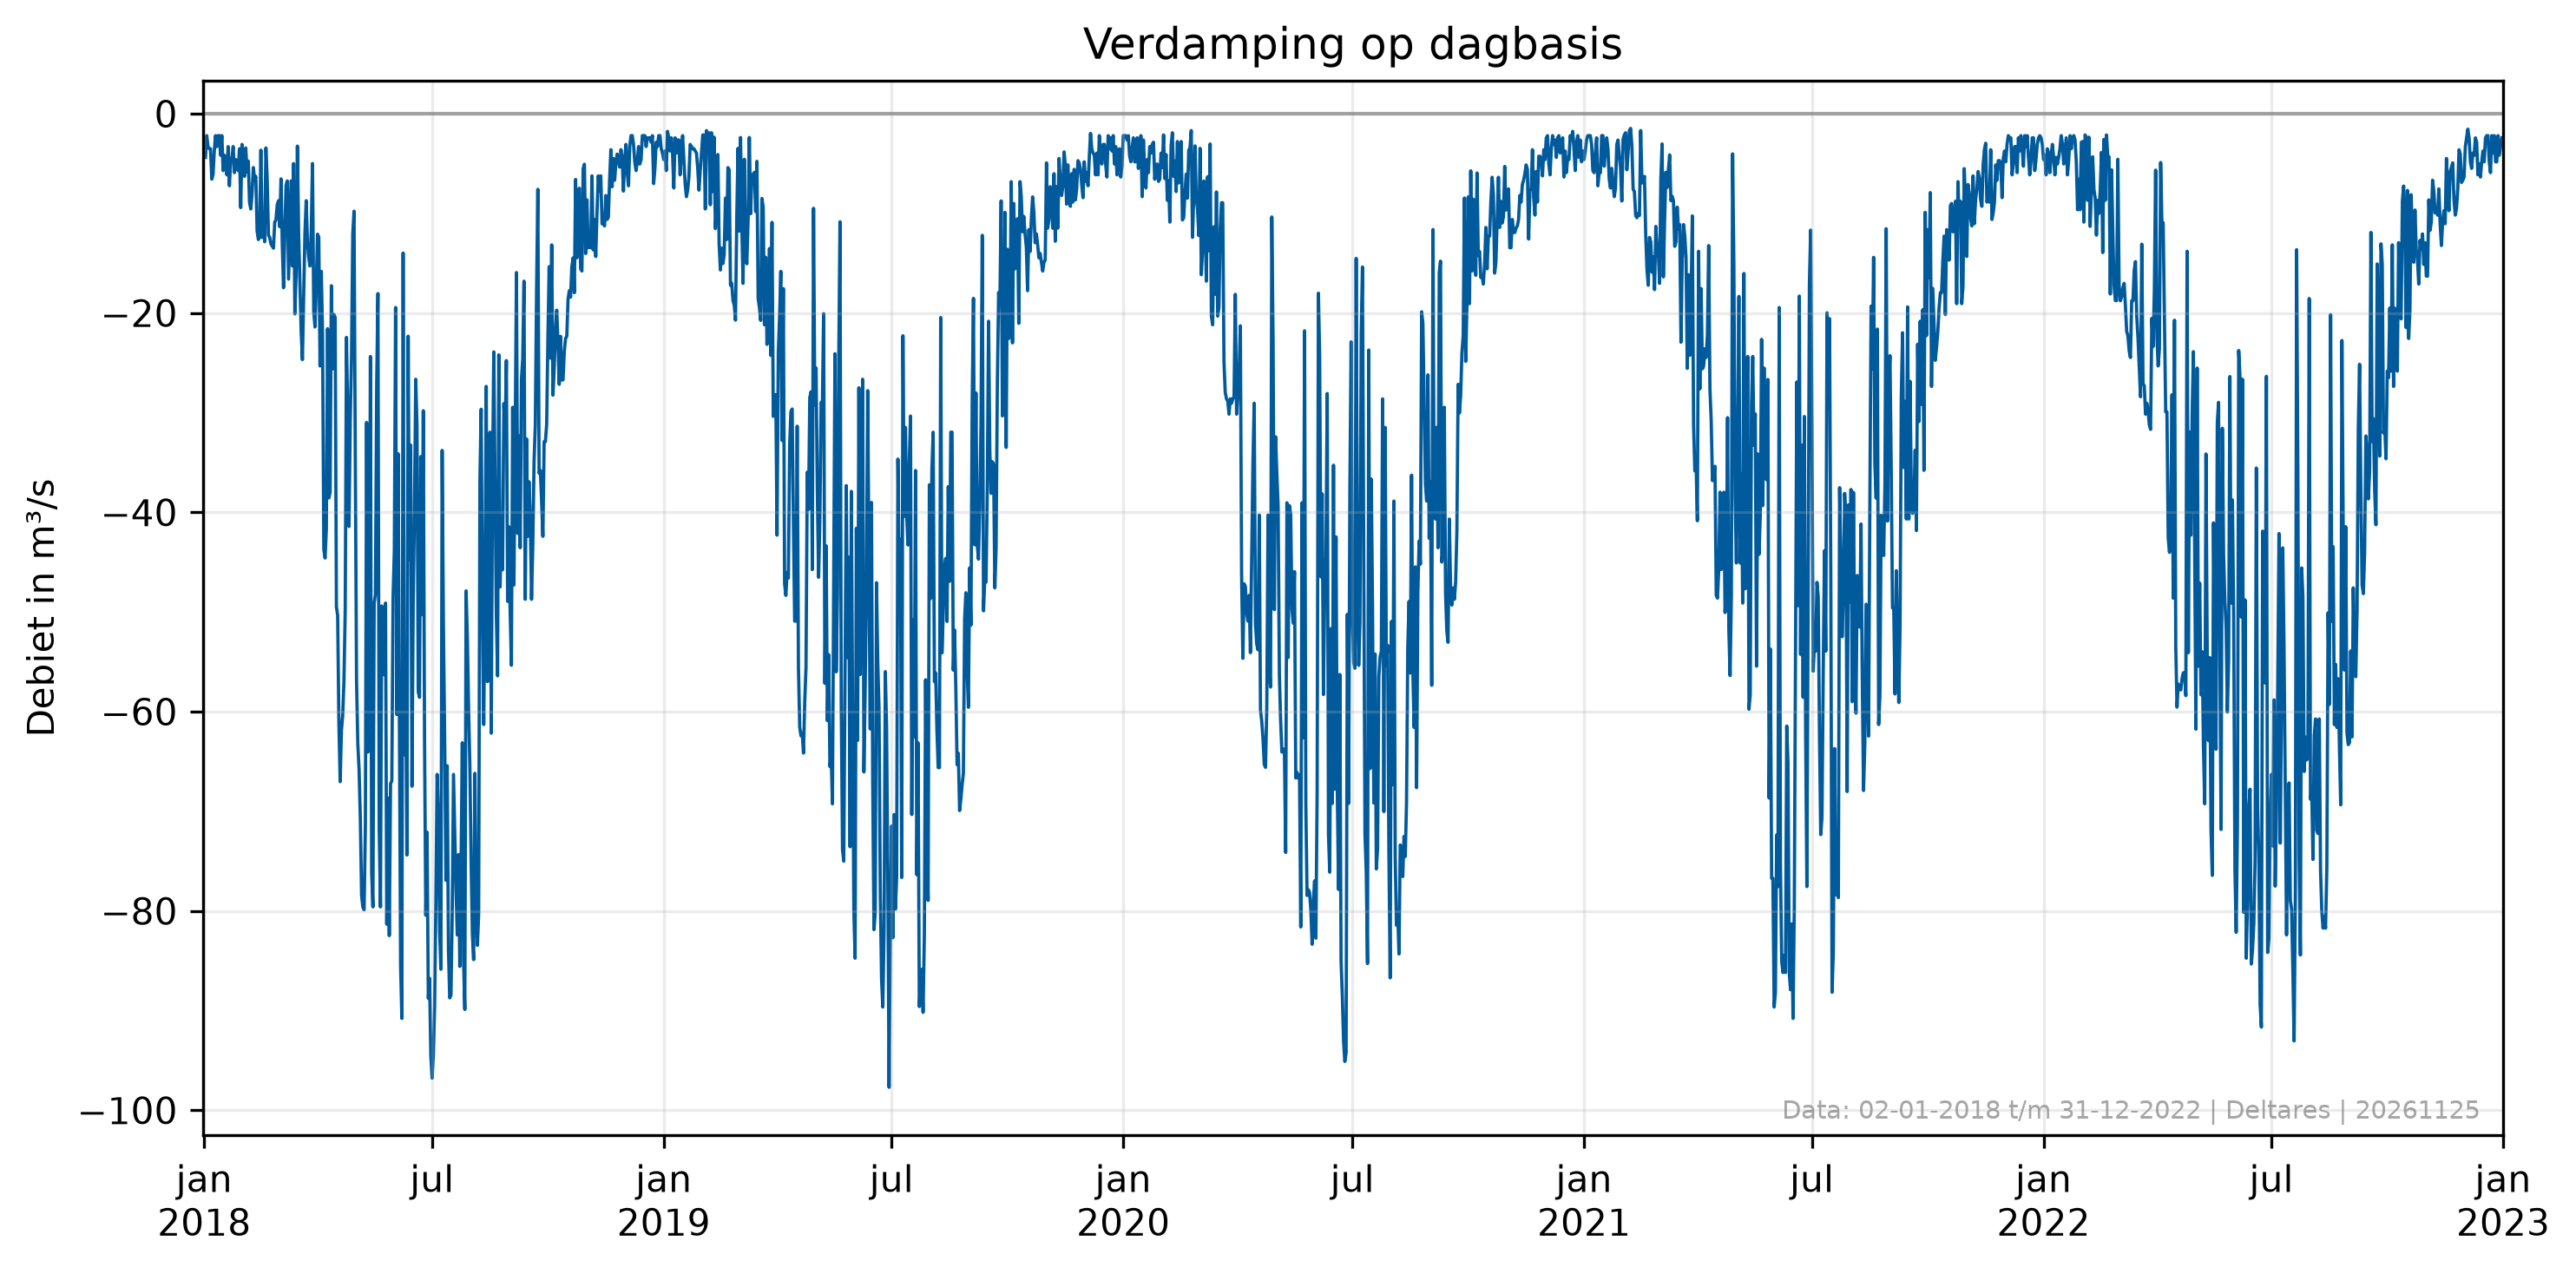 Verdamping op dagbasis
Debiet in m³/s
0
−20
−40
−60
−80
−100
Data: 02-01-2018 t/m 31-12-2022 | Deltares | 20261125
jan jul jan jul jan jul jan jul jan jul jan
2018 2019 2020 2021 2022 2023